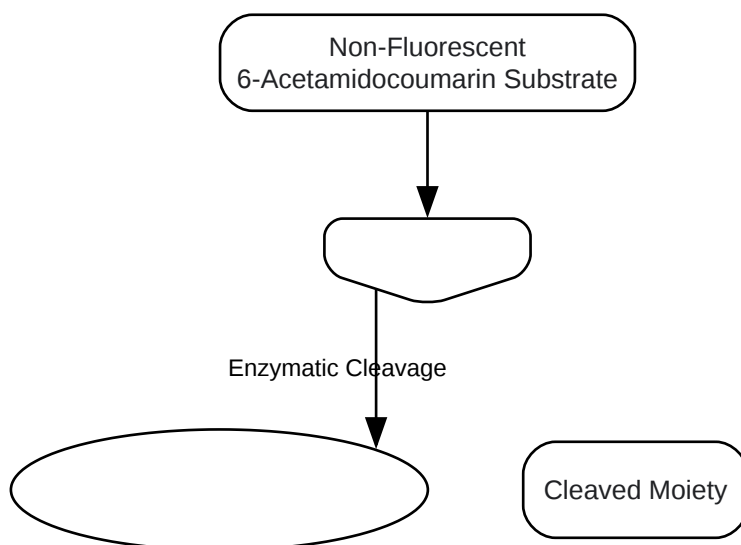 Non-Fluorescent
6-Acetamidocoumarin Substrate
Enzymatic Cleavage
Cleaved Moiety